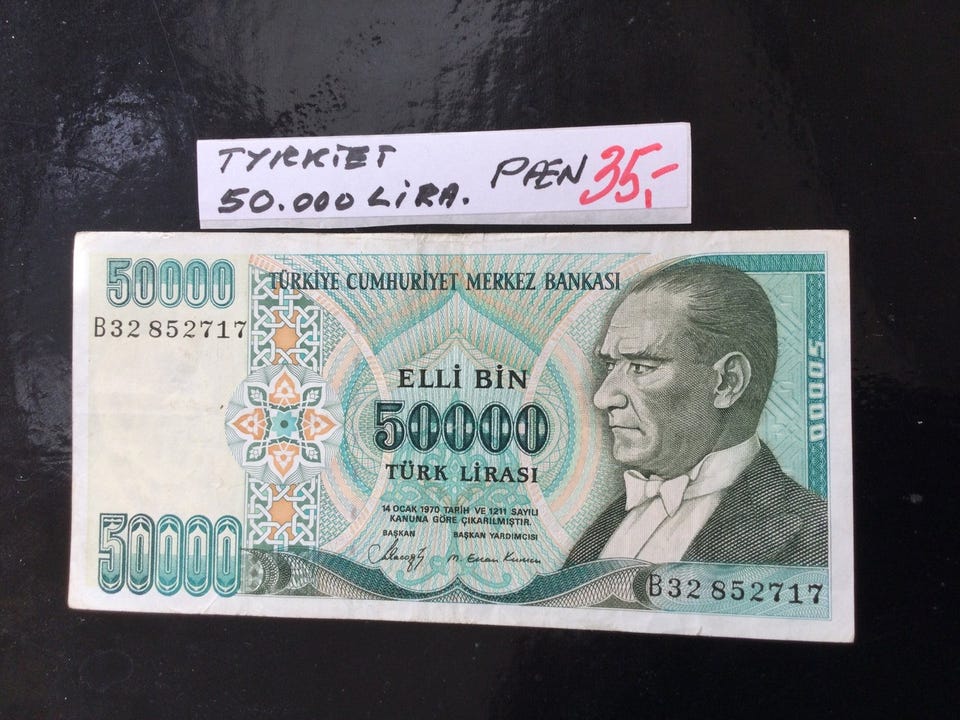 TYRKIET
50.000 LIRA.
PÆN 35,-
50000
TÜRKİYE CUMHURİYET MERKEZ BANKASI
B32 852717
ELLİ BİN
50000
TÜRK LİRASI
14 OCAK 1970 TARİH VE 1211 SAYILI
KANUNA GÖRE ÇIKARILMIŞTIR.
BAŞKAN BAŞKAN YARDIMCISI
50000
50000
B32 852717